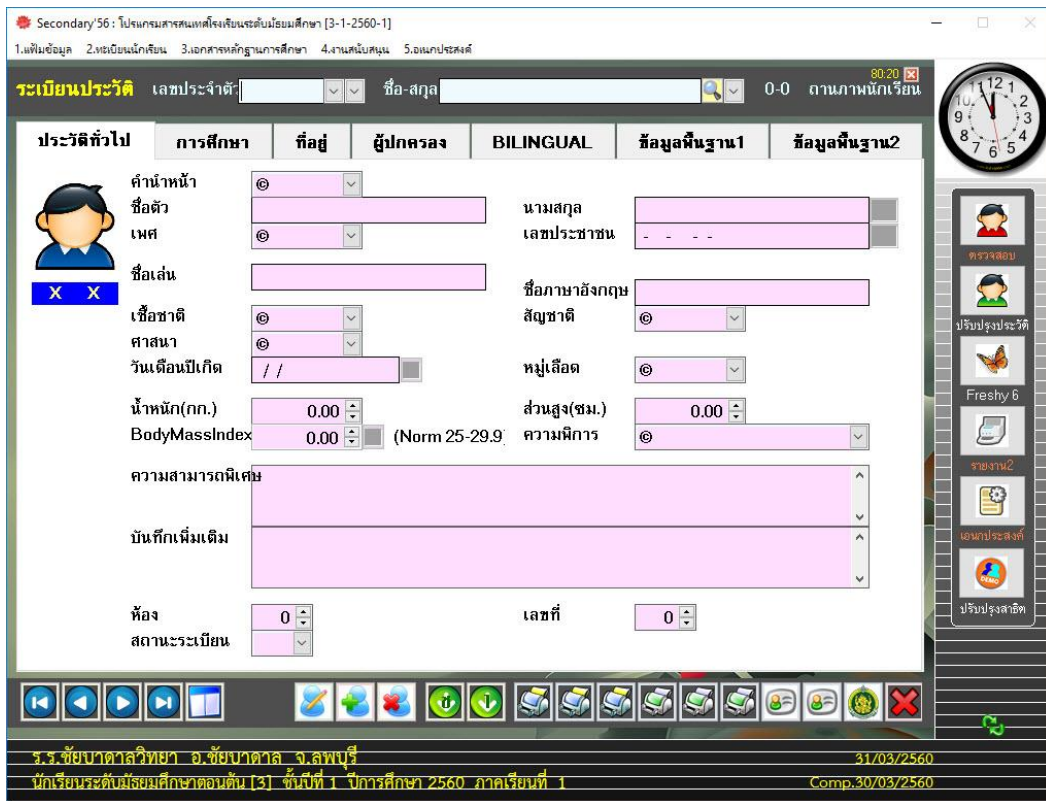 Secondary'56 : โปรแกรมสารสนเทศโรงเรียนระดับมัธยมศึกษา [3-1-2560-1]
1.แฟ้มข้อมูล 2.ทะเบียนนักเรียน 3.เอกสารหลักฐานการศึกษา 4.งานสนับสนุน 5.อเนกประสงค์
80:20
ระเบียนประวัติ เลขประจำตัว ชื่อ-สกุล 0-0 ถานภาพนักเรียน
ประวัติทั่วไป การศึกษา ที่อยู่ ผู้ปกครอง BILINGUAL ข้อมูลพื้นฐาน1 ข้อมูลพื้นฐาน2
12 1 2 3 4 5 6 7 8 9 10
คำนำหน้า ©
ชื่อตัว นามสกุล
เพศ © เลขประชาชน - - - -
ชื่อเล่น ชื่อภาษาอังกฤษ
X X
เชื้อชาติ © สัญชาติ ©
ศาสนา ©
วันเดือนปีเกิด / / หมู่เลือด ©
น้ำหนัก(กก.) 0.00 ส่วนสูง(ซม.) 0.00
BodyMassIndex 0.00 (Norm 25-29.9) ความพิการ ©
ความสามารถพิเศษ
บันทึกเพิ่มเติม
ห้อง 0 เลขที่ 0
สถานะระเบียน
ตรวจสอบ
ปรับปรุงประวัติ
Freshy 6
รายงาน2
เอนกประสงค์
DEMO
ปรับปรุงสาธิต
ร.ร.ชัยบาดาลวิทยา อ.ชัยบาดาล จ.ลพบุรี 31/03/2560
นักเรียนระดับมัธยมศึกษาตอนต้น [3] ชั้นปีที่ 1 ปีการศึกษา 2560 ภาคเรียนที่ 1 Comp.30/03/2560